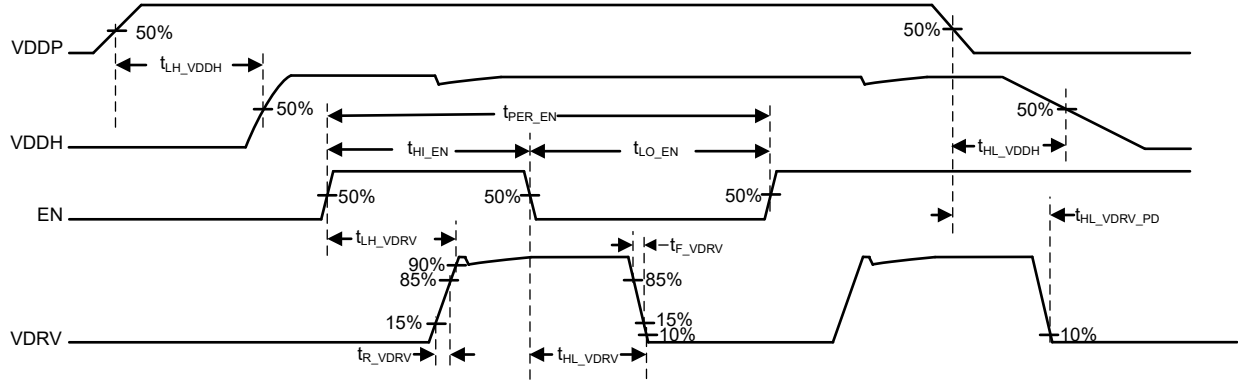 VDDP
50%
50%
tLH_VDDH
VDDH
50%
50%
tPER_EN
tHI_EN
tLO_EN
tHL_VDDH
EN
50%
50%
50%
tLH_VDRV
tF_VDRV
tHL_VDRV_PD
90%
85%
85%
VDRV
15%
15%
10%
10%
tR_VDRV
tHL_VDRV